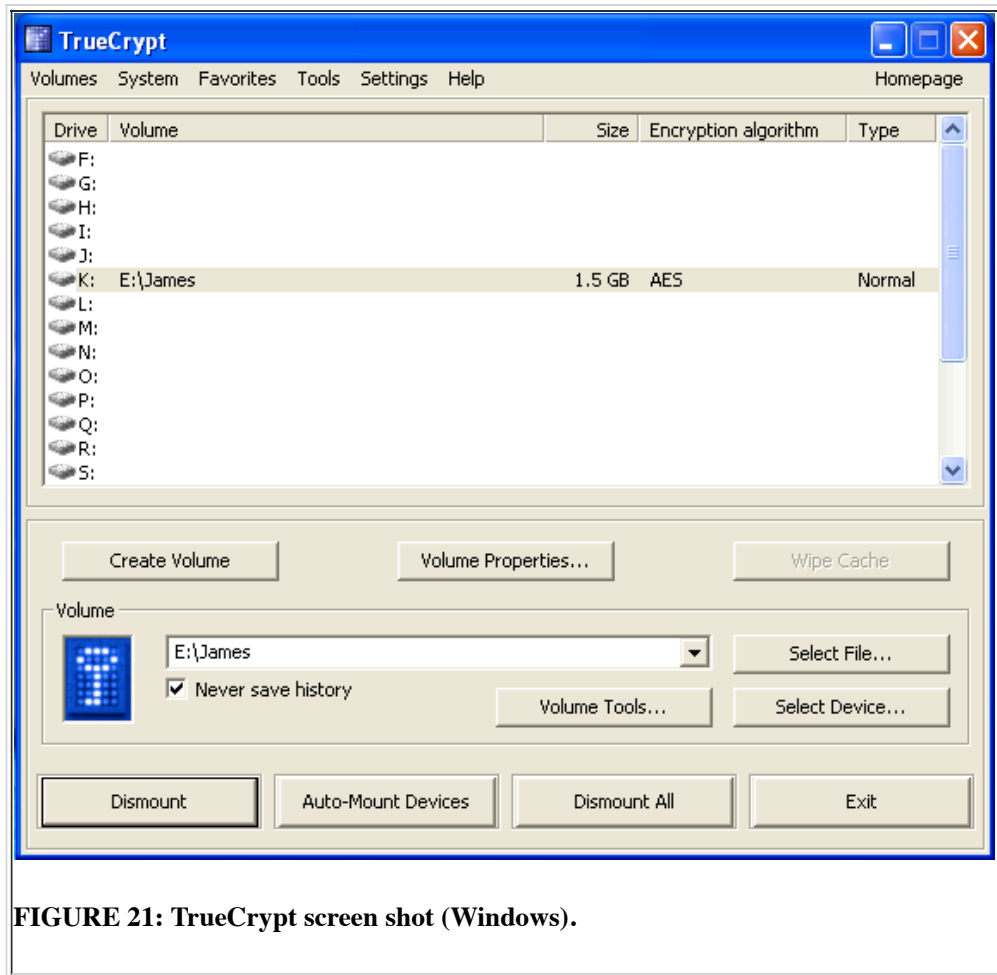 TrueCrypt
Volumes System Favorites Tools Settings Help Homepage
Drive Volume Size Encryption algorithm Type
F:
G:
H:
I:
J:
K: E:\James 1.5 GB AES Normal
L:
M:
N:
O:
P:
Q:
R:
S:
Create Volume Volume Properties... Wipe Cache
Volume
E:\James Select File...
Never save history
Volume Tools... Select Device...
Dismount Auto-Mount Devices Dismount All Exit
FIGURE 21: TrueCrypt screen shot (Windows).